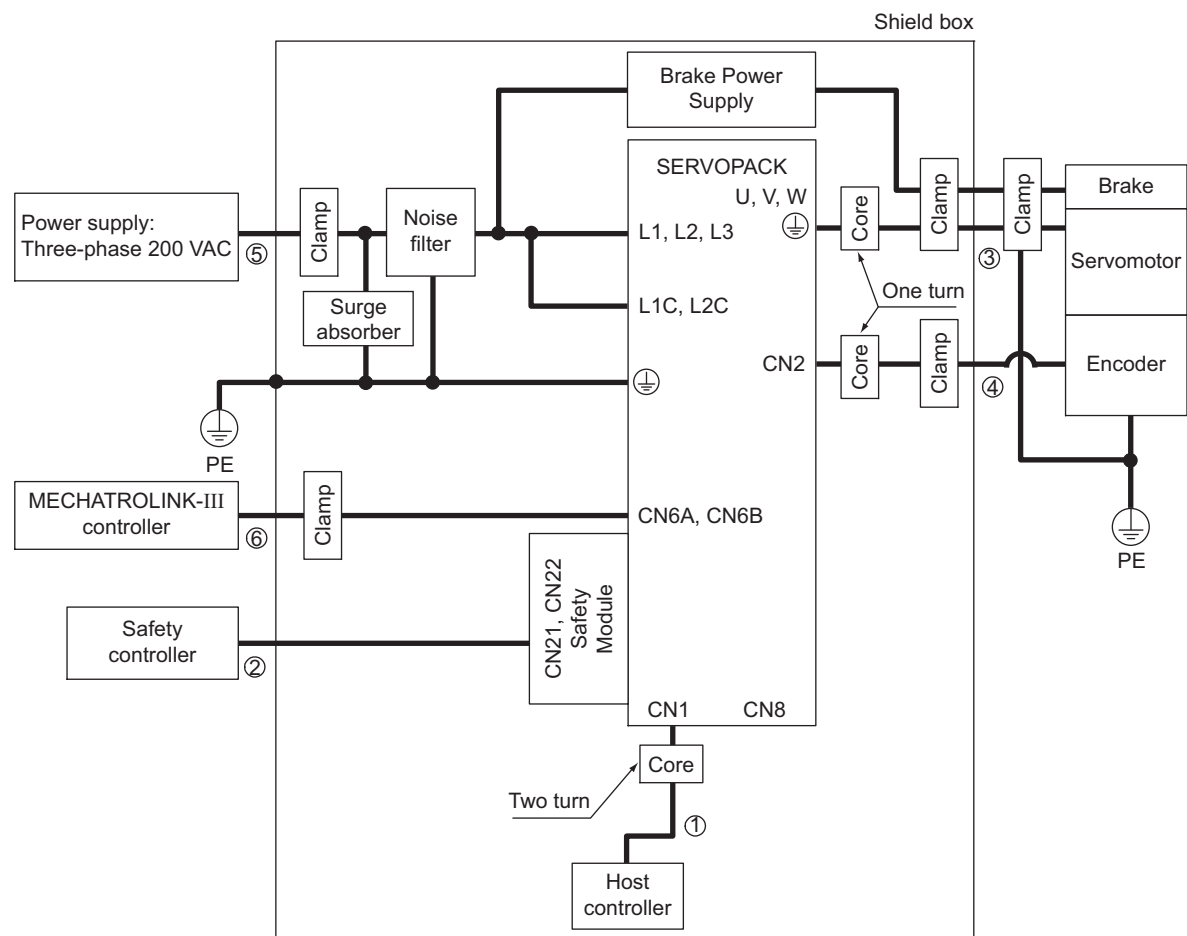 Shield box
Brake Power
Supply
SERVOPACK
U, V, W
Power supply:
Three-phase 200 VAC
⑤
Clamp
Noise
filter
L1, L2, L3
Core
Clamp
Clamp
Brake
③
Servomotor
Surge
absorber
L1C, L2C
One turn
CN2
Core
Clamp
④
Encoder
PE
MECHATROLINK-III
controller
⑥
Clamp
CN6A, CN6B
PE
Safety
controller
②
CN21, CN22
Safety
Module
CN1
CN8
Core
Two turn
①
Host
controller